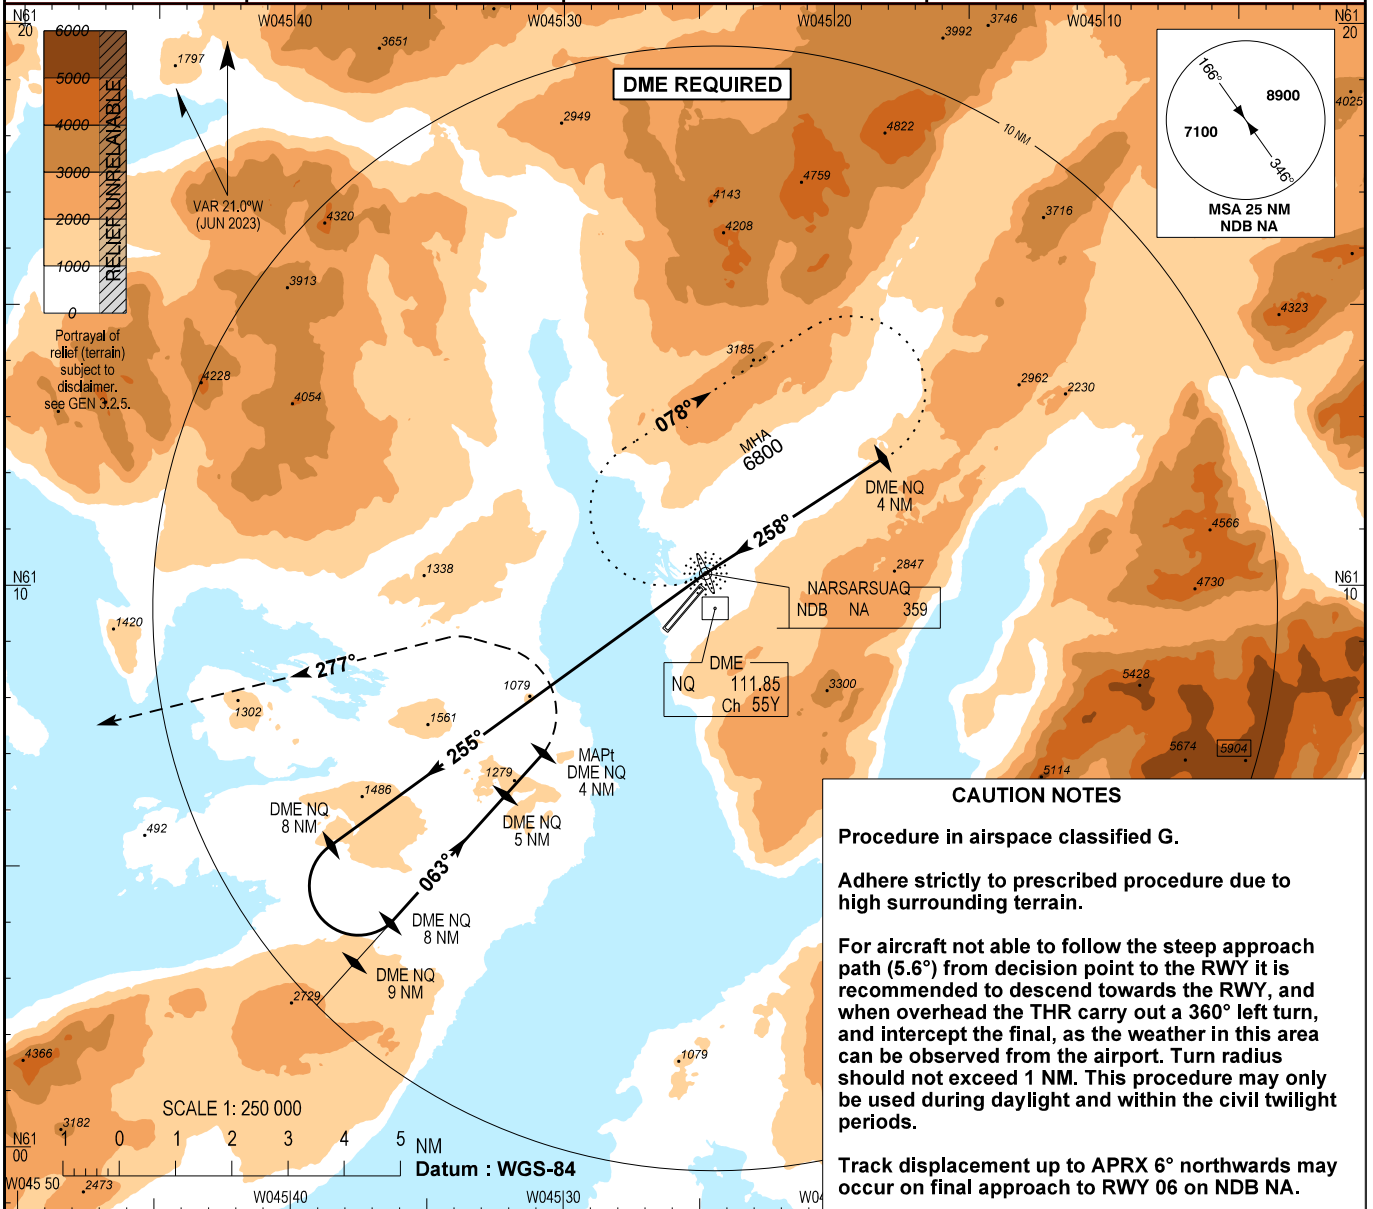 N61
20
W045 40
W045 30
W045 20
W045 10
N61
20
6000
5000
4000
3000
2000
1000
0
RELIEF UNRELAIABLE
Portrayal of
relief (terrain)
subject to
disclaimer.
see GEN 3.2.5.
1797
VAR 21.0°W
(JUN 2023)
3651
DME REQUIRED
3746
3992
2949
4822
10 NM
4759
4143
4208
3716
4025
166°
8900
7100
346°
MSA 25 NM
NDB NA
4320
3913
4228
4054
4323
3185
078°
MHA
6800
2962
2230
DME NQ
4 NM
258°
4566
4730
2847
1338
1420
N61
10
N61
10
NARSARSUAQ
NDB NA 359
DME
NQ 111.85
Ch 55Y
3300
5428
5674
5904
5114
277°
1302
1079
1561
255°
MAPt
DME NQ
4 NM
1279
1486
DME NQ
8 NM
DME NQ
5 NM
492
063°
DME NQ
8 NM
DME NQ
9 NM
2729
4366
3182
2473
1079
CAUTION NOTES
Procedure in airspace classified G.
Adhere strictly to prescribed procedure due to
high surrounding terrain.
For aircraft not able to follow the steep approach
path (5.6°) from decision point to the RWY it is
recommended to descend towards the RWY, and
when overhead the THR carry out a 360° left turn,
and intercept the final, as the weather in this area
can be observed from the airport. Turn radius
should not exceed 1 NM. This procedure may only
be used during daylight and within the civil twilight
periods.
Track displacement up to APRX 6° northwards may
occur on final approach to RWY 06 on NDB NA.
SCALE 1: 250 000
1 0 1 2 3 4 5 NM
Datum : WGS-84
N61
00
W045 50
W045 40
W045 30
W04